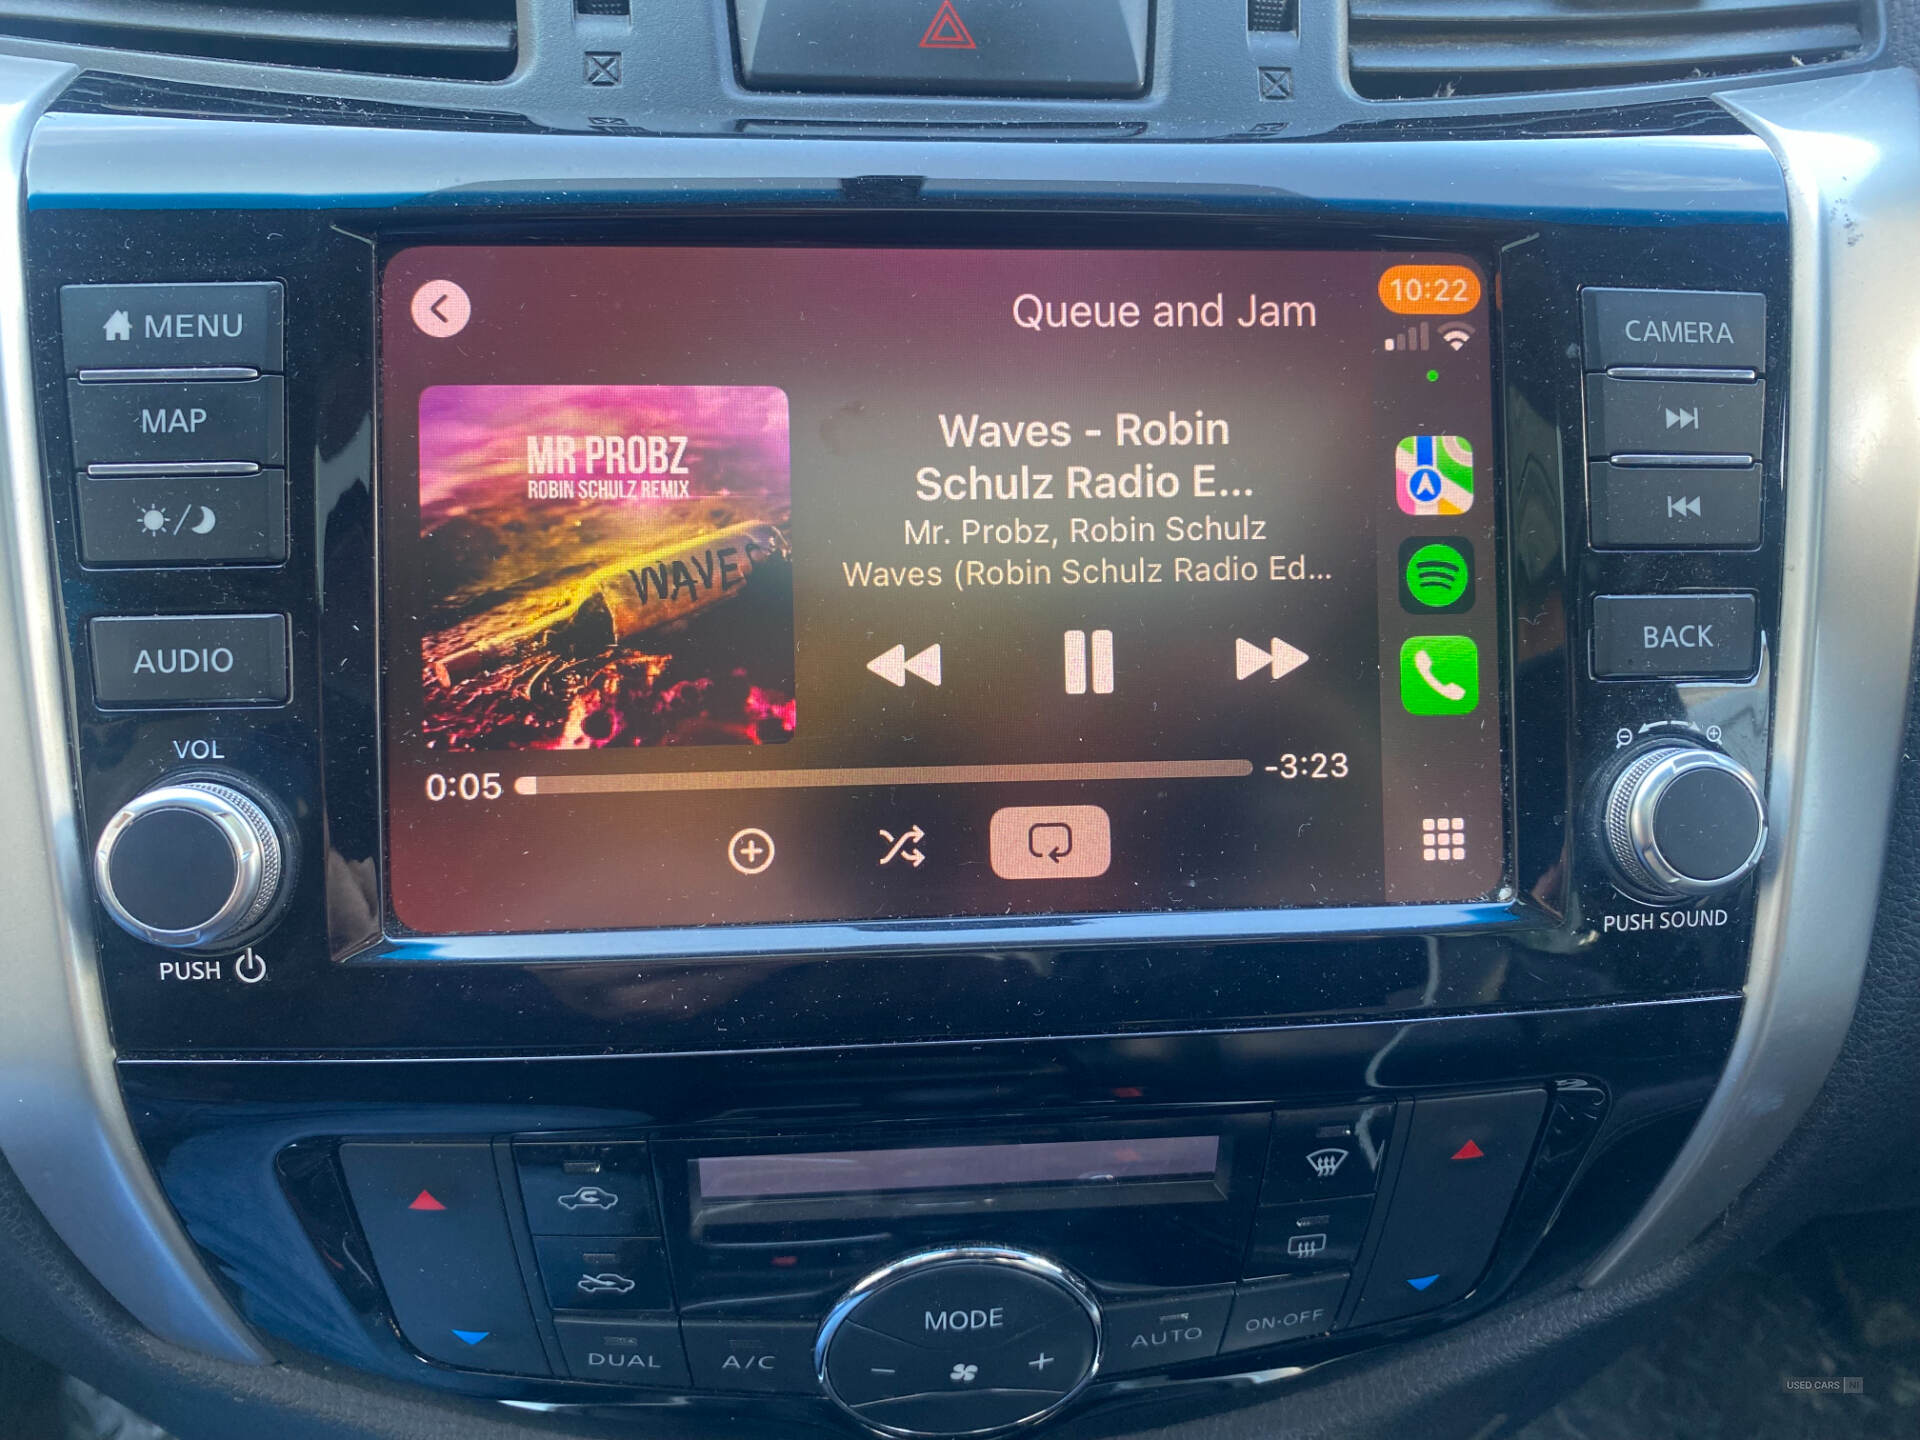 MENU
MAP
AUDIO
VOL
PUSH
Queue and Jam
10:22
MR PROBZ
ROBIN SCHULZ REMIX
WAVES
Waves - Robin
Schulz Radio E...
Mr. Probz, Robin Schulz
Waves (Robin Schulz Radio Ed...
0:05
-3:23
CAMERA
BACK
PUSH SOUND
MODE
DUAL
A/C
AUTO
ON·OFF
USED CARS NI